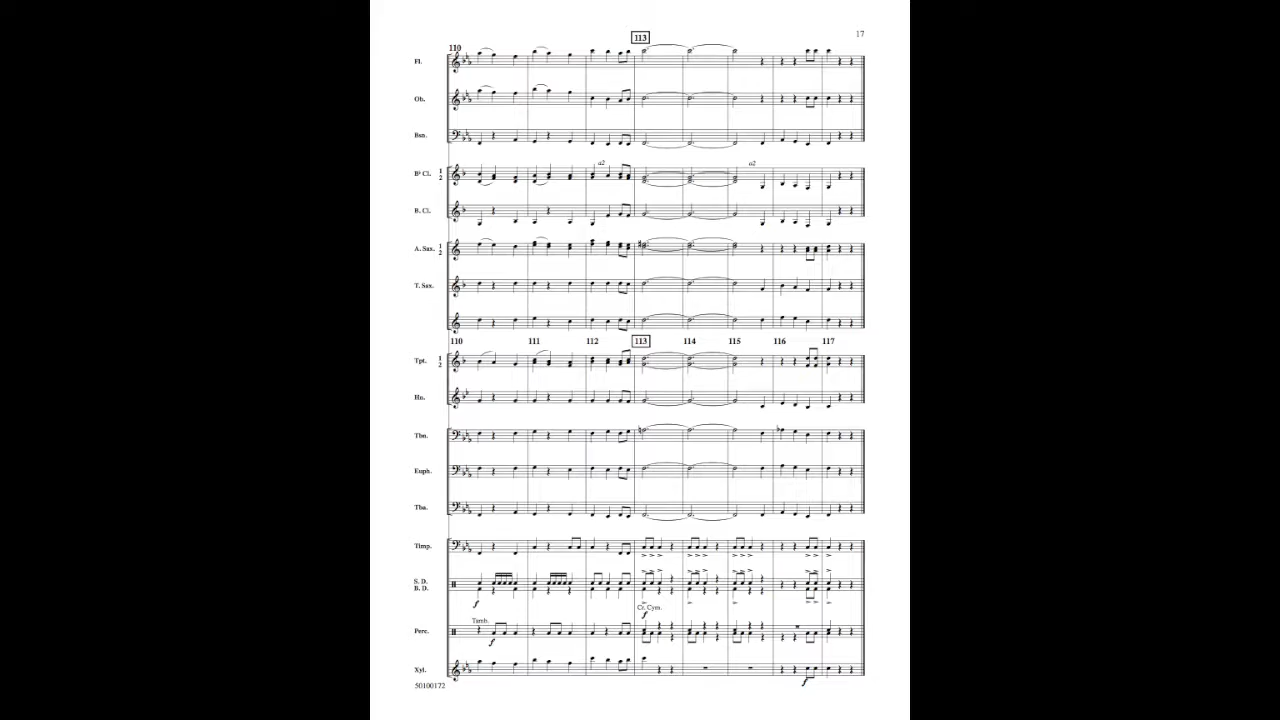 113
17
110
Fl.
Ob.
Bsn.
B♭ Cl. 1
2
a2
a2
B. Cl.
A. Sax. 1
2
T. Sax.
110 111 112 113 114 115 116 117
Tpt. 1
2
Hn.
Tbn.
Euph.
Tba.
Timp.
S. D.
B. D.
f
Cr. Cym.
f
Tamb.
Perc.
f
Xyl.
f
50100172